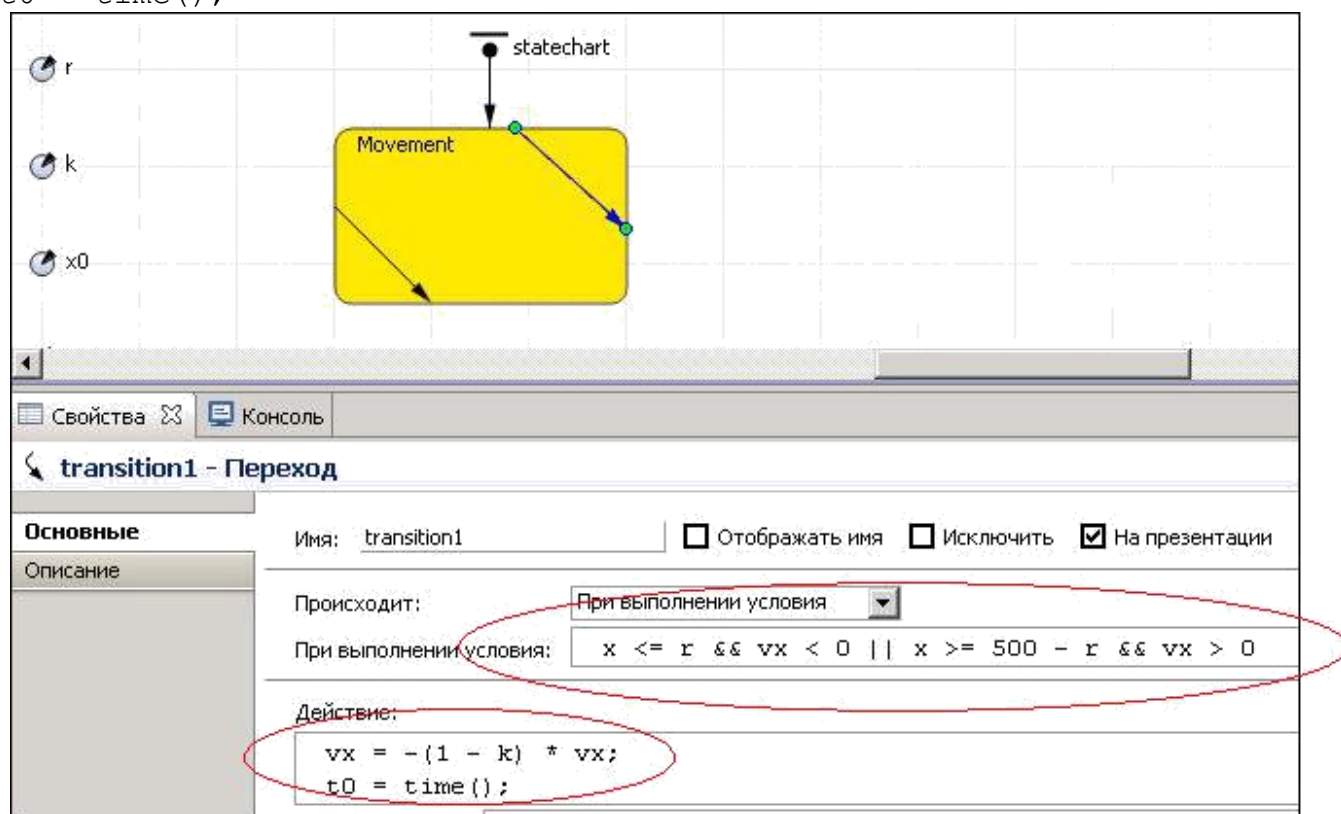 t0 = time();
statechart
r
Movement
k
x0
Свойства
Консоль
transition1 - Переход
Основные
Описание
Имя: transition1 Отображать имя Исключить На презентации
Происходит: При выполнении условия
При выполнении условия: x <= r && vx < 0 || x >= 500 - r && vx > 0
Действие:
vx = -(1 - k) * vx;
t0 = time();